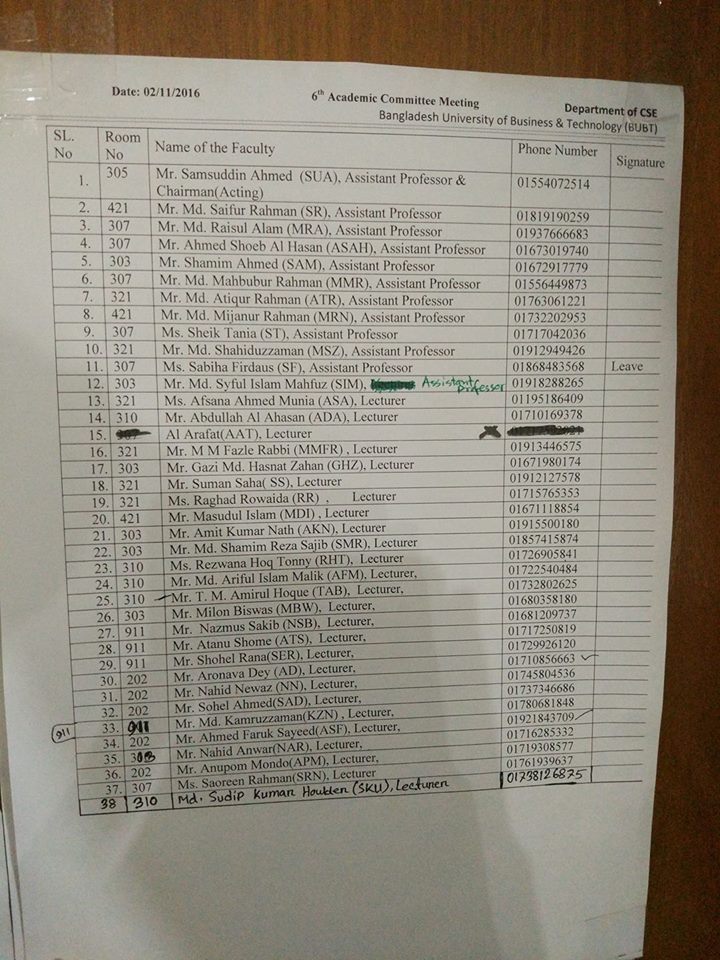 Date: 02/11/2016
6th Academic Committee Meeting
Department of CSE
Bangladesh University of Business & Technology (BUBT)
SL. No Room No Name of the Faculty Phone Number Signature
1. 305 Mr. Samsuddin Ahmed (SUA), Assistant Professor & Chairman(Acting) 01554072514
2. 421 Mr. Md. Saifur Rahman (SR), Assistant Professor 01819190259
3. 307 Mr. Md. Raisul Alam (MRA), Assistant Professor 01937666683
4. 307 Mr. Ahmed Shoeb Al Hasan (ASAH), Assistant Professor 01673019740
5. 303 Mr. Shamim Ahmed (SAM), Assistant Professor 01672917779
6. 307 Mr. Md. Mahbubur Rahman (MMR), Assistant Professor 01556449873
7. 321 Mr. Md. Atiqur Rahman (ATR), Assistant Professor 01763061221
8. 421 Mr. Md. Mijanur Rahman (MRN), Assistant Professor 01732202953
9. 307 Ms. Sheik Tania (ST), Assistant Professor 01717042036
10. 321 Mr. Md. Shahiduzzaman (MSZ), Assistant Professor 01912949426
11. 307 Ms. Sabiha Firdaus (SF), Assistant Professor 01868483568 Leave
12. 303 Mr. Md. Syful Islam Mahfuz (SIM), Assistant Professor 01918288265
13. 321 Ms. Afsana Ahmed Munia (ASA), Lecturer 01195186409
14. 310 Mr. Abdullah Al Ahasan (ADA), Lecturer 01710169378
15. Al Arafat(AAT), Lecturer
16. 321 Mr. M M Fazle Rabbi (MMFR) , Lecturer 01913446575
17. 303 Mr. Gazi Md. Hasnat Zahan (GHZ), Lecturer 01671980174
18. 321 Mr. Suman Saha( SS), Lecturer 01912127578
19. 321 Ms. Raghad Rowaida (RR) , Lecturer 01715765353
20. 421 Mr. Masudul Islam (MDI) , Lecturer 01671118854
21. 303 Mr. Amit Kumar Nath (AKN), Lecturer 01915500180
22. 303 Mr. Md. Shamim Reza Sajib (SMR), Lecturer 01857415874
23. 310 Ms. Rezwana Hoq Tonny (RHT), Lecturer 01726905841
24. 310 Mr. Md. Ariful Islam Malik (AFM), Lecturer, 01722540484
25. 310 Mr. T. M. Amirul Hoque (TAB), Lecturer, 01732802625
26. 303 Mr. Milon Biswas (MBW), Lecturer, 01680358180
27. 911 Mr. Nazmus Sakib (NSB), Lecturer, 01681209737
28. 911 Mr. Atanu Shome (ATS), Lecturer, 01717250819
29. 911 Mr. Shohel Rana(SER), Lecturer, 01729926120
30. 202 Mr. Aronava Dey (AD), Lecturer, 01710856663 ✓
31. 202 Mr. Nahid Newaz (NN), Lecturer, 01745804536
32. 202 Mr. Sohel Ahmed(SAD), Lecturer, 01737346686
911 33. 911 Mr. Md. Kamruzzaman(KZN) , Lecturer, 01780681848
34. 202 Mr. Ahmed Faruk Sayeed(ASF), Lecturer, 01921843709 ✓
35. 303 Mr. Nahid Anwar(NAR), Lecturer, 01716285332
36. 202 Mr. Anupom Mondo(APM), Lecturer, 01719308577
37. 307 Ms. Saoreen Rahman(SRN), Lecturer 01761939637
38 310 Md. Sudip Kumar (SKU), Lecturer 01738126875